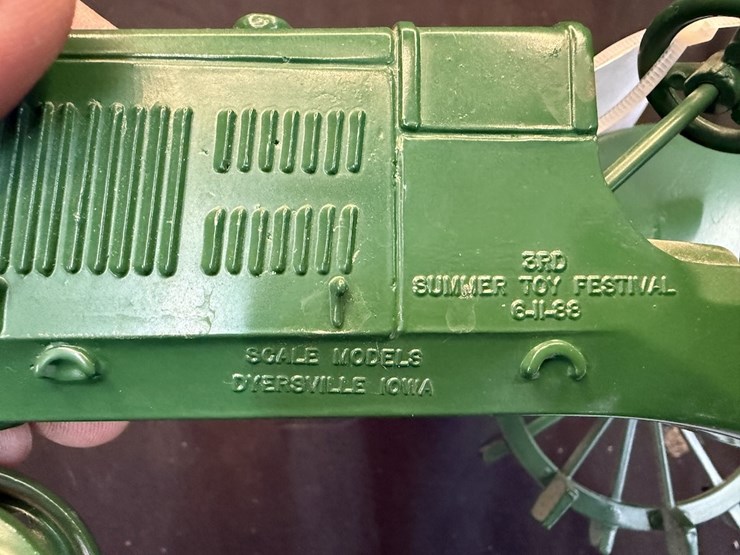 3RD
SUMMER TOY FESTIVAL
6-11-88
SCALE MODELS
DYERSVILLE IOWA